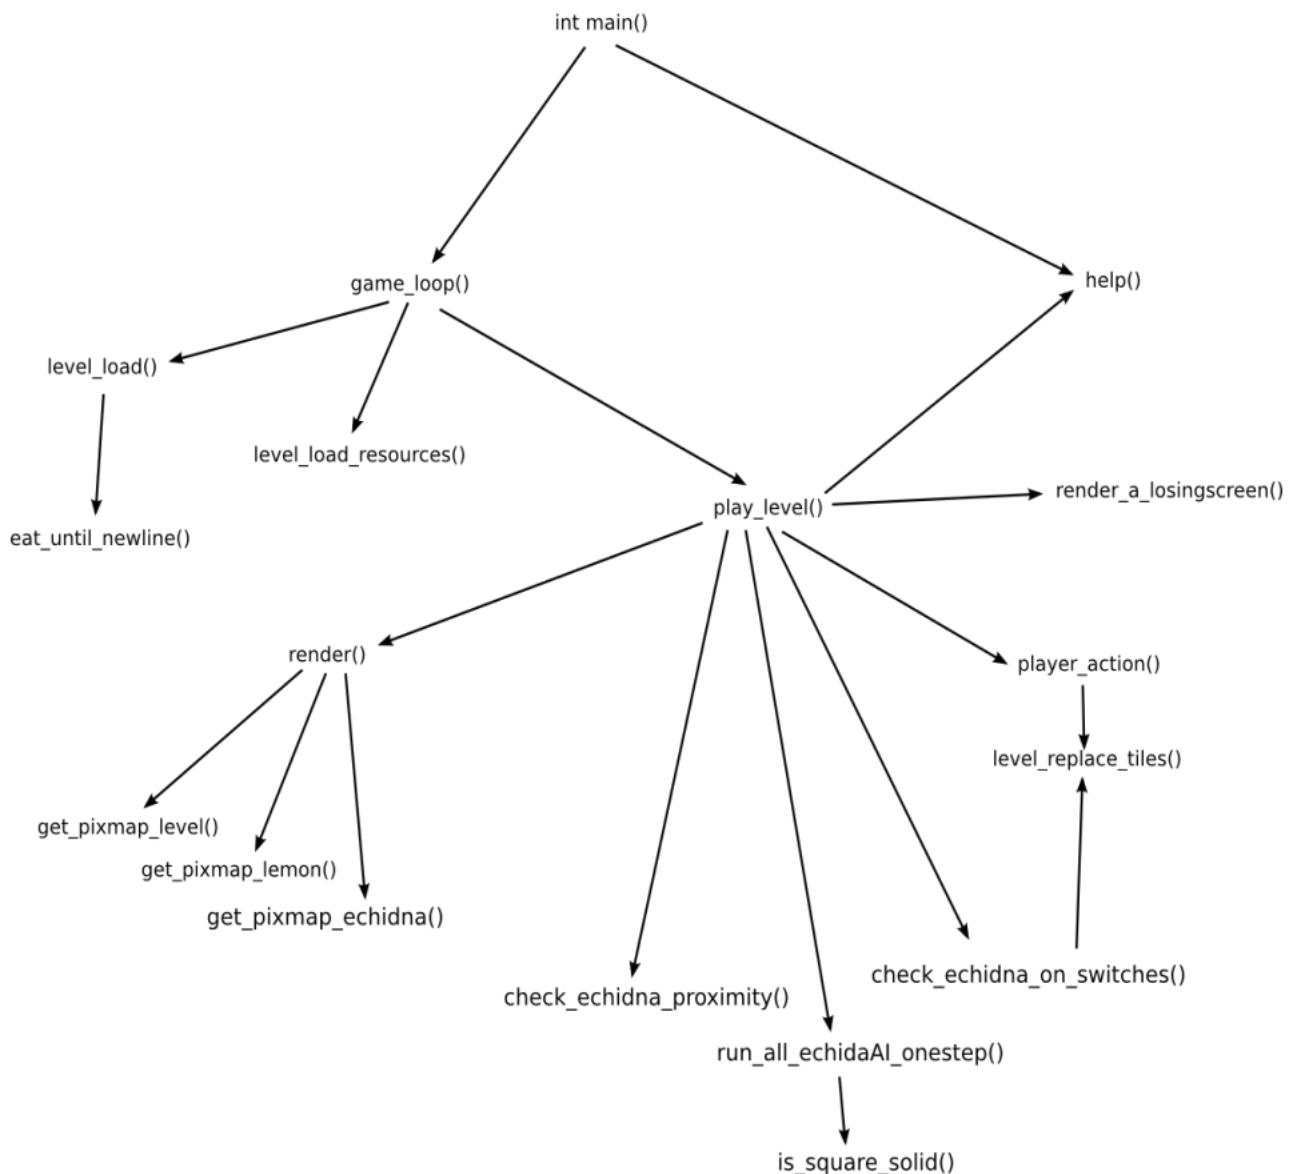 int main()
help()
game_loop()
level_load()
level_load_resources()
render_a_losingscreen()
play_level()
eat_until_newline()
render()
player_action()
level_replace_tiles()
get_pixmap_level()
get_pixmap_lemon()
get_pixmap_echidna()
check_echidna_on_switches()
check_echidna_proximity()
run_all_echidaAI_onestep()
is_square_solid()